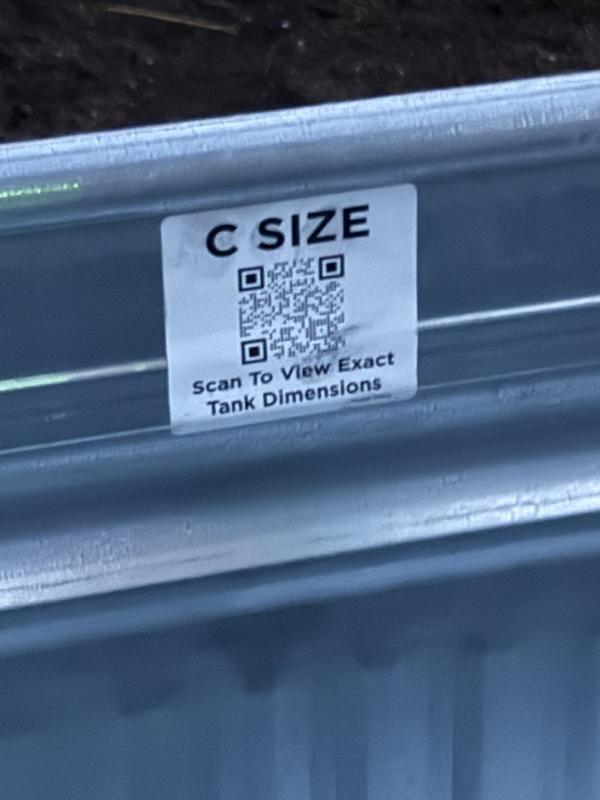 C SIZE
Scan To View Exact
Tank Dimensions